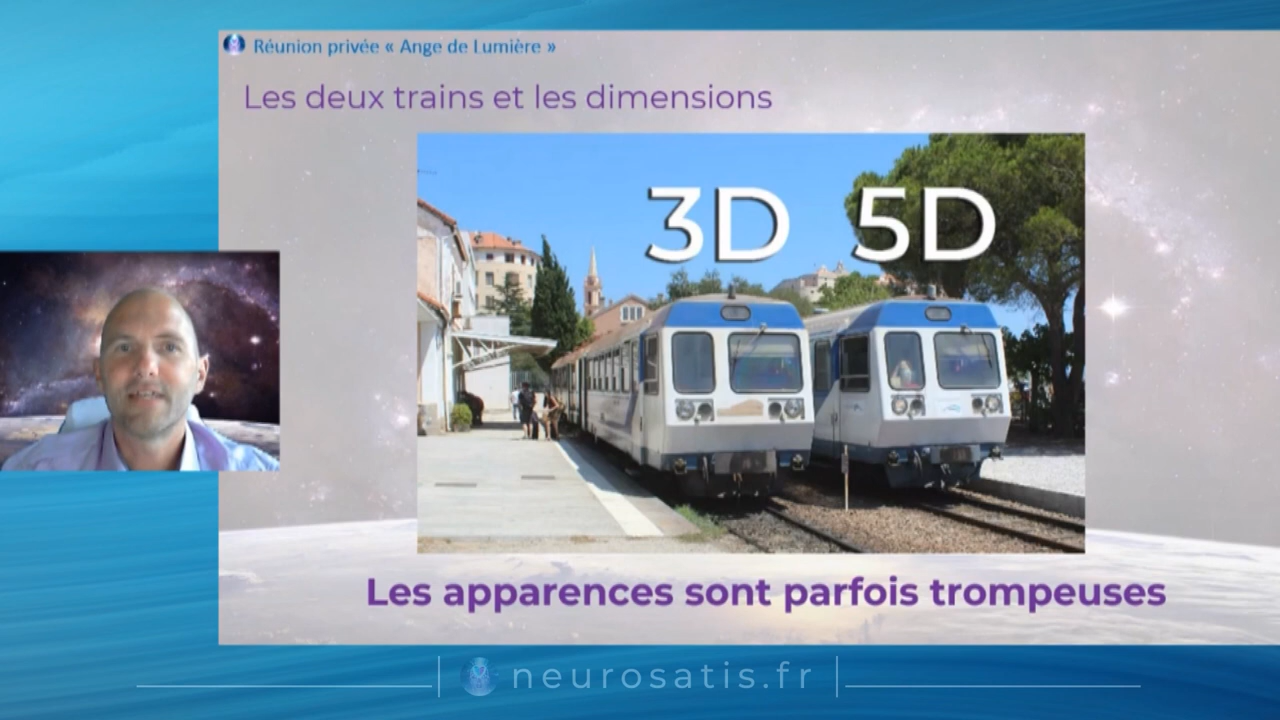 Réunion privée « Ange de Lumière »
Les deux trains et les dimensions
3D 5D
Les apparences sont parfois trompeuses
neurosatis.fr